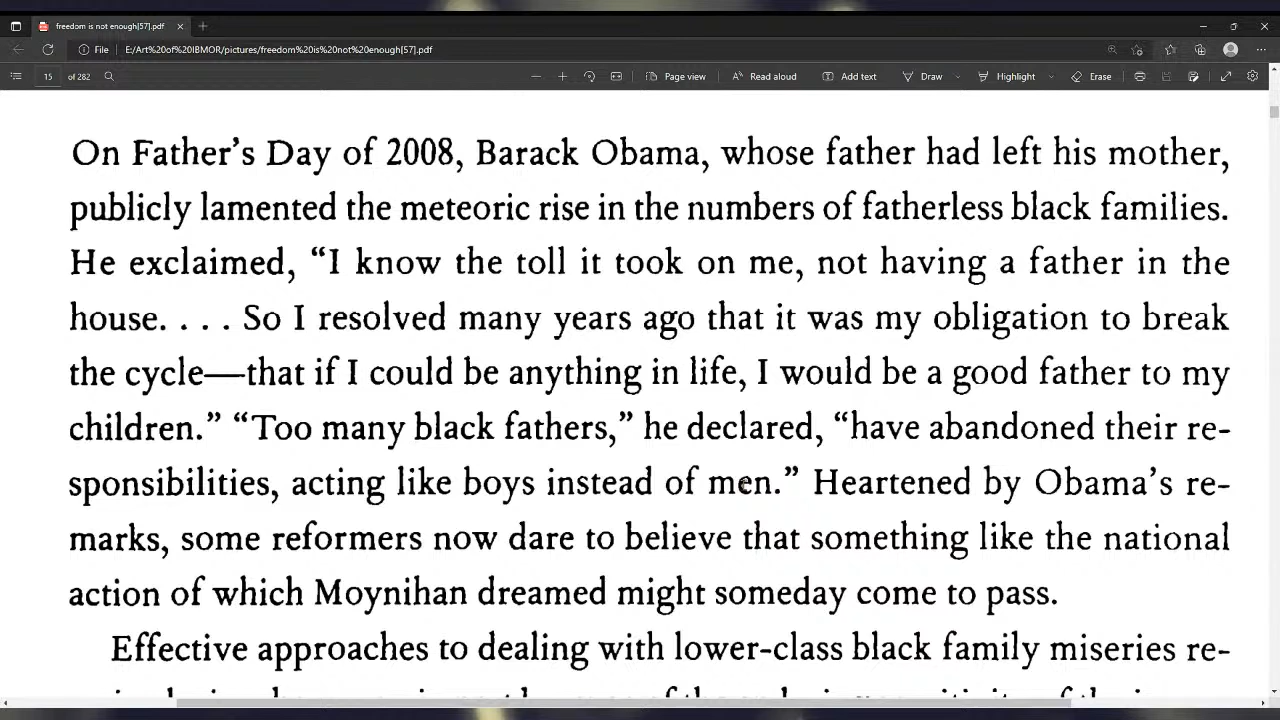 freedom is not enough[57].pdf
File E:/Art%20of%20IBMOR/pictures/freedom%20is%20not%20enough[57].pdf
15 of 282 Page view Read aloud Add text Draw Highlight Erase
On Father's Day of 2008, Barack Obama, whose father had left his mother,
publicly lamented the meteoric rise in the numbers of fatherless black families.
He exclaimed, “I know the toll it took on me, not having a father in the
house. . . . So I resolved many years ago that it was my obligation to break
the cycle—that if I could be anything in life, I would be a good father to my
children.” “Too many black fathers,” he declared, “have abandoned their re-
sponsibilities, acting like boys instead of men.” Heartened by Obama's re-
marks, some reformers now dare to believe that something like the national
action of which Moynihan dreamed might someday come to pass.
Effective approaches to dealing with lower-class black family miseries re-